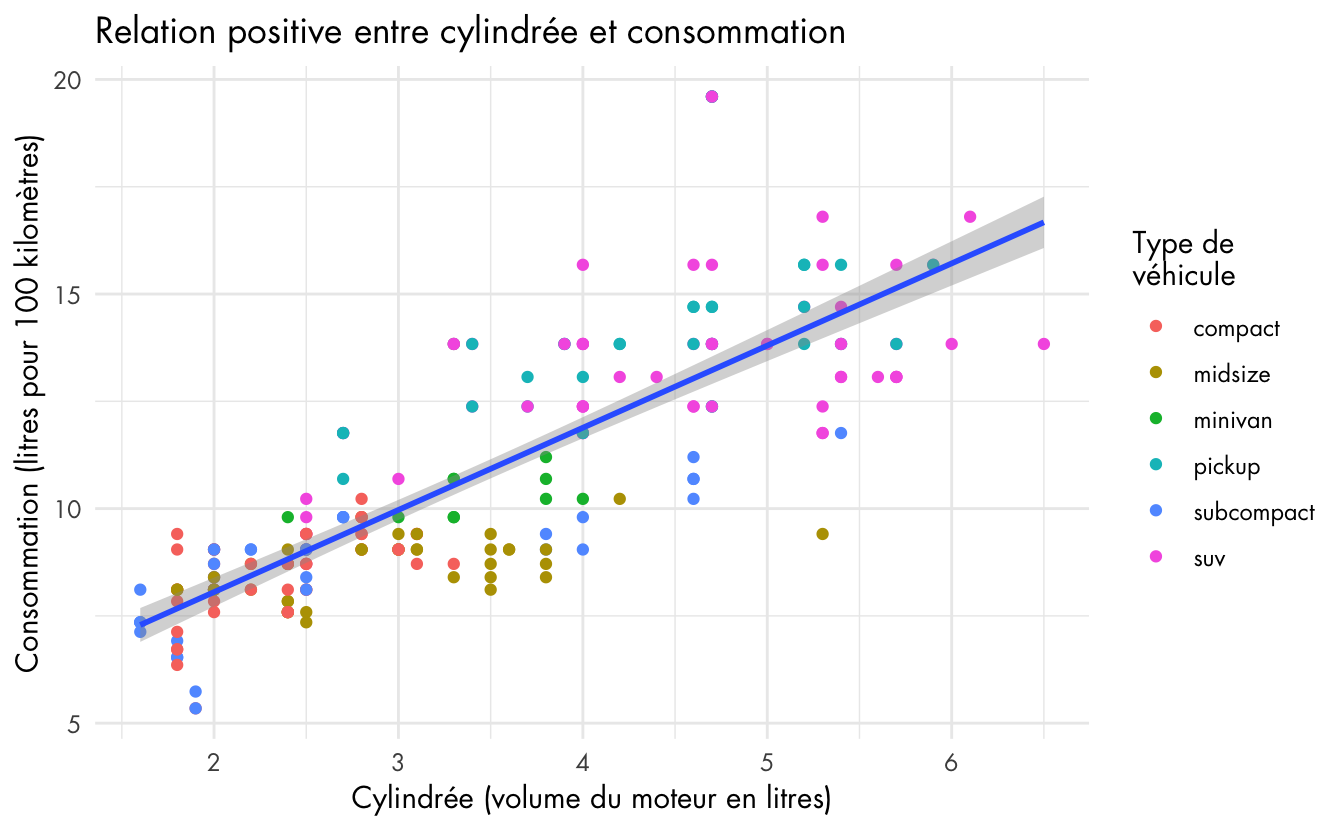 Relation positive entre cylindrée et consommation
Consommation (litres pour 100 kilomètres)
20
15
10
5
2
3
4
5
6
Cylindrée (volume du moteur en litres)
Type de
véhicule
compact
midsize
minivan
pickup
subcompact
suv